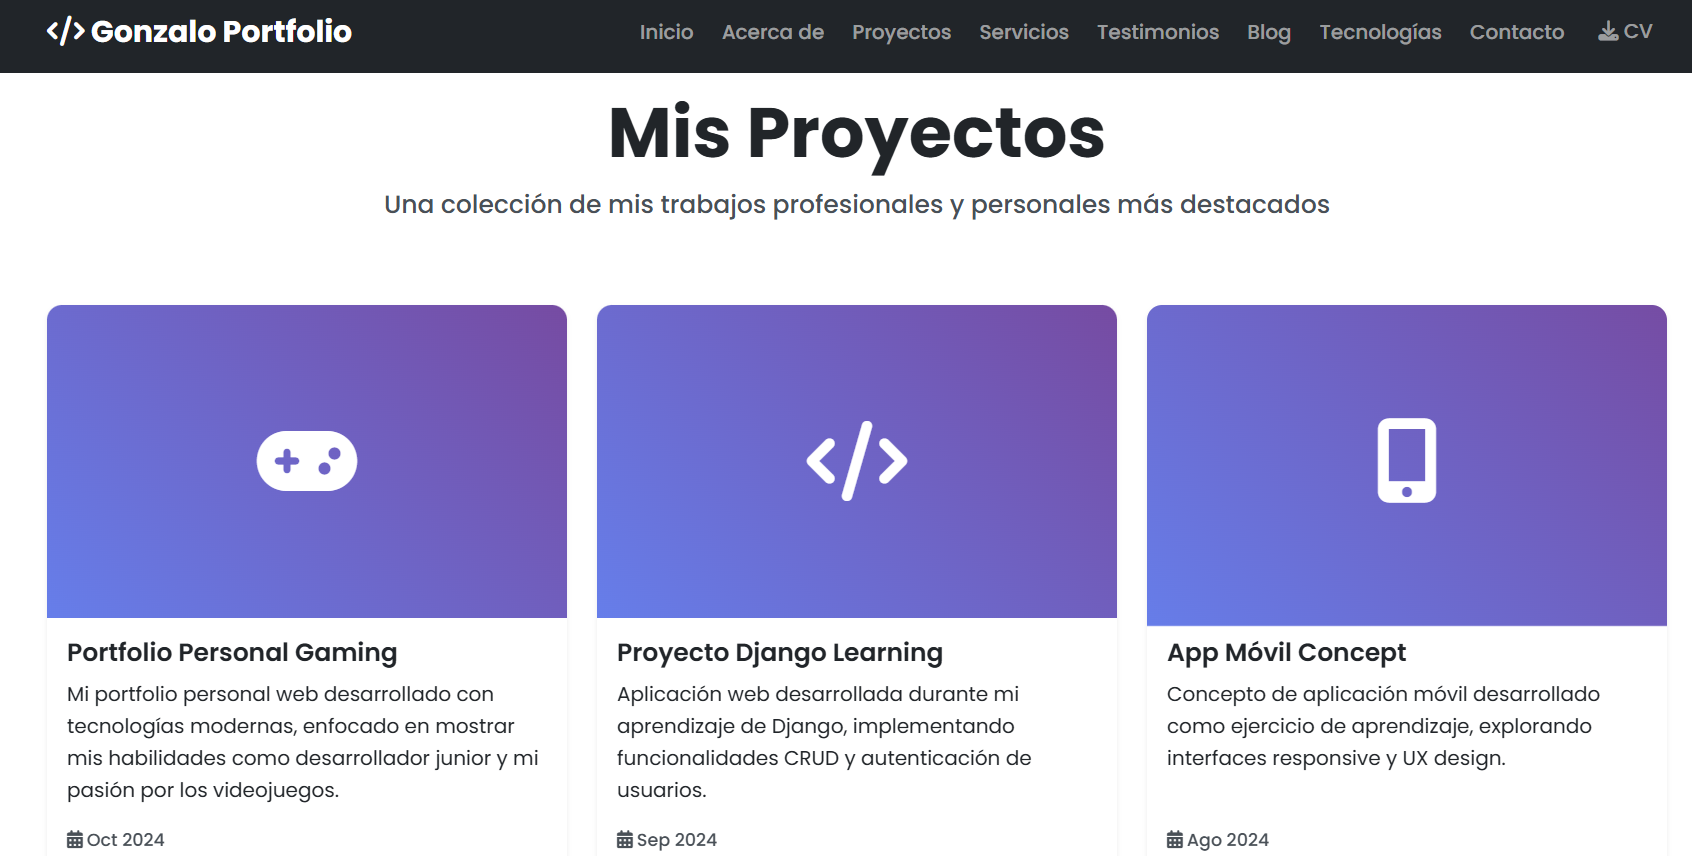 </> Gonzalo Portfolio
Inicio Acerca de Proyectos Servicios Testimonios Blog Tecnologías Contacto CV
Mis Proyectos
Una colección de mis trabajos profesionales y personales más destacados
</>
Portfolio Personal Gaming
Mi portfolio personal web desarrollado con
tecnologías modernas, enfocado en mostrar
mis habilidades como desarrollador junior y mi
pasión por los videojuegos.
Oct 2024
Proyecto Django Learning
Aplicación web desarrollada durante mi
aprendizaje de Django, implementando
funcionalidades CRUD y autenticación de
usuarios.
Sep 2024
App Móvil Concept
Concepto de aplicación móvil desarrollado
como ejercicio de aprendizaje, explorando
interfaces responsive y UX design.
Ago 2024